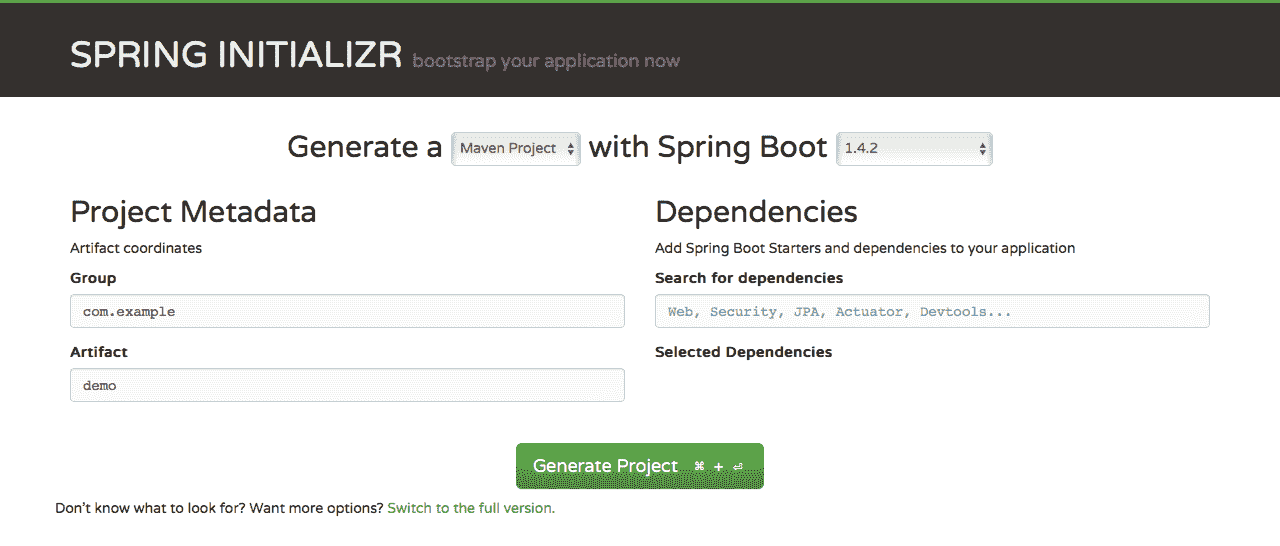 SPRING INITIALIZR bootstrap your application now
Generate a Maven Project with Spring Boot 1.4.2
Project Metadata
Artifact coordinates
Group
com.example
Artifact
demo
Dependencies
Add Spring Boot Starters and dependencies to your application
Search for dependencies
Web, Security, JPA, Actuator, Devtools...
Selected Dependencies
Generate Project ⌘ + ⏎
Don't know what to look for? Want more options? Switch to the full version.